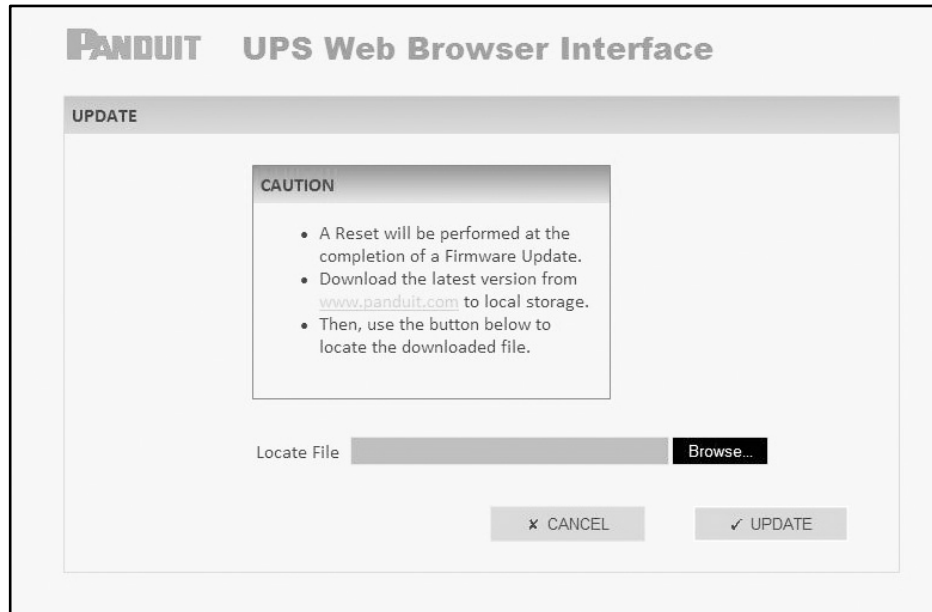 PANDUIT UPS Web Browser Interface
UPDATE
CAUTION
• A Reset will be performed at the
completion of a Firmware Update.
• Download the latest version from
www.panduit.com to local storage.
• Then, use the button below to
locate the downloaded file.
Locate File Browse...
✗ CANCEL ✓ UPDATE